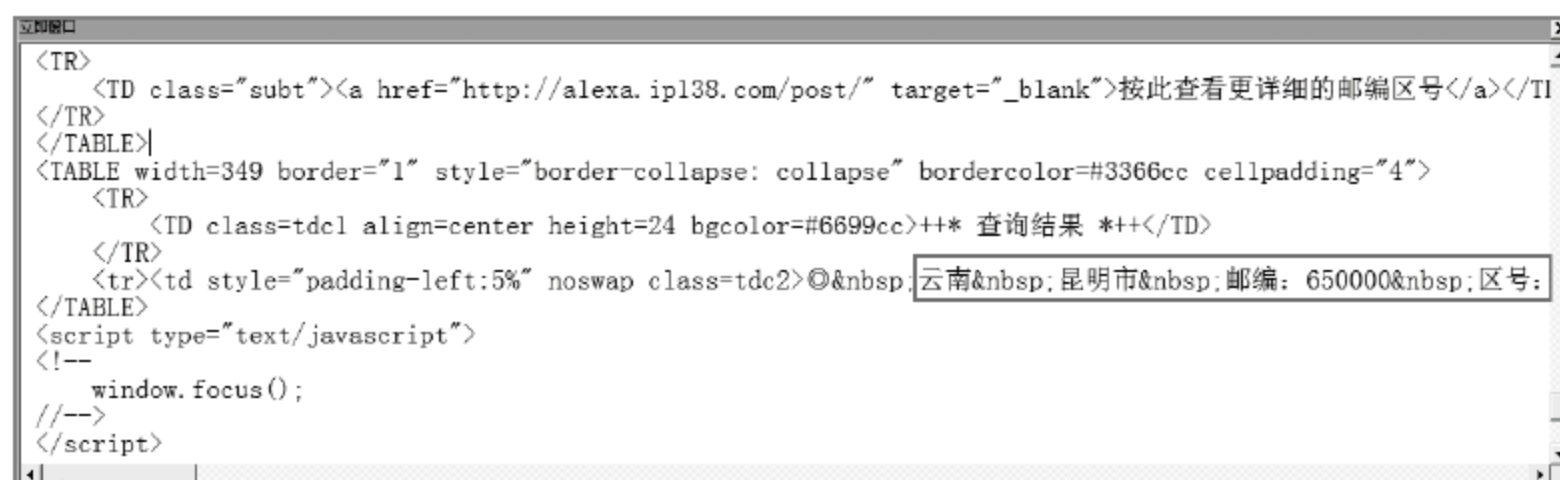 立即窗口
<TR>
<TD class="subt"><a href="http://alexa.ip138.com/post/" target="_blank">按此查看更详细的邮编区号</a></TD
</TR>
</TABLE>
<TABLE width=349 border="1" style="border-collapse: collapse" bordercolor=#3366cc cellpadding="4">
<TR>
<TD class=tdc1 align=center height=24 bgcolor=#6699cc>++* 查询结果 *++</TD>
</TR>
<tr><td style="padding-left:5%" noswap class=tdc2>◎&nbsp;云南&nbsp;昆明市&nbsp;邮编：650000&nbsp;区号：
</TABLE>
<script type="text/javascript">
<!--
window.focus();
//-->
</script>